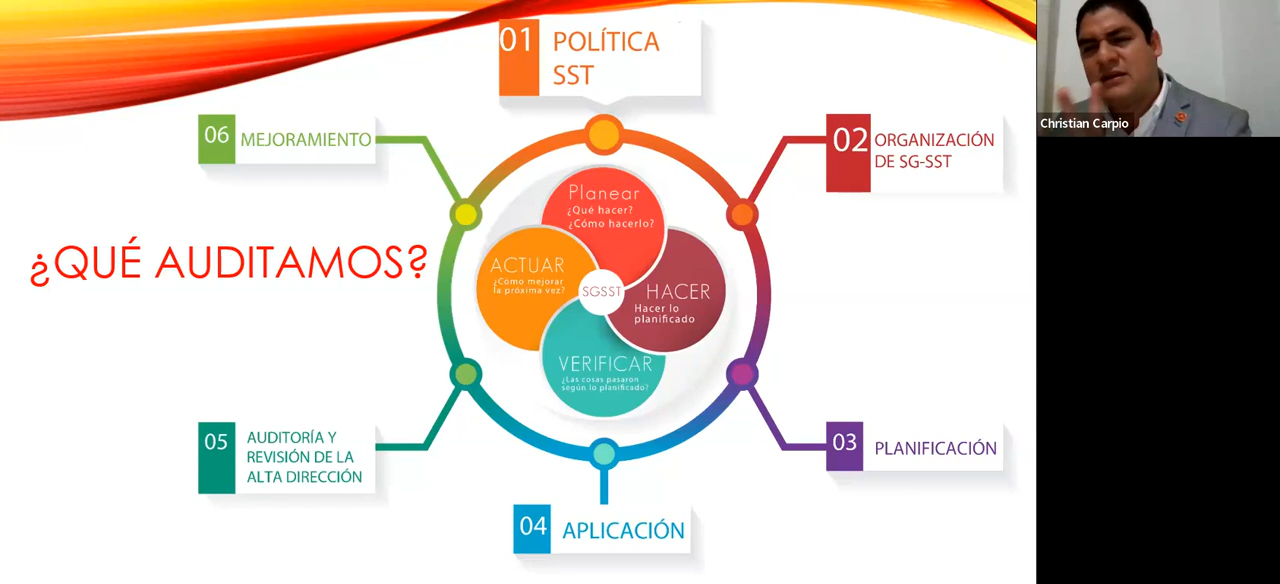 01
POLÍTICA
SST
Christian Carpio
06
MEJORAMIENTO
02
ORGANIZACIÓN
DE SG-SST
¿QUÉ AUDITAMOS?
Planear
¿Qué hacer?
¿Cómo hacerlo?
ACTUAR
¿Cómo mejorar
la próxima vez?
SGSST
HACER
Hacer lo
planificado
VERIFICAR
¿Las cosas pasaron
según lo planificado?
05
AUDITORÍA Y
REVISIÓN DE LA
ALTA DIRECCIÓN
03
PLANIFICACIÓN
04
APLICACIÓN